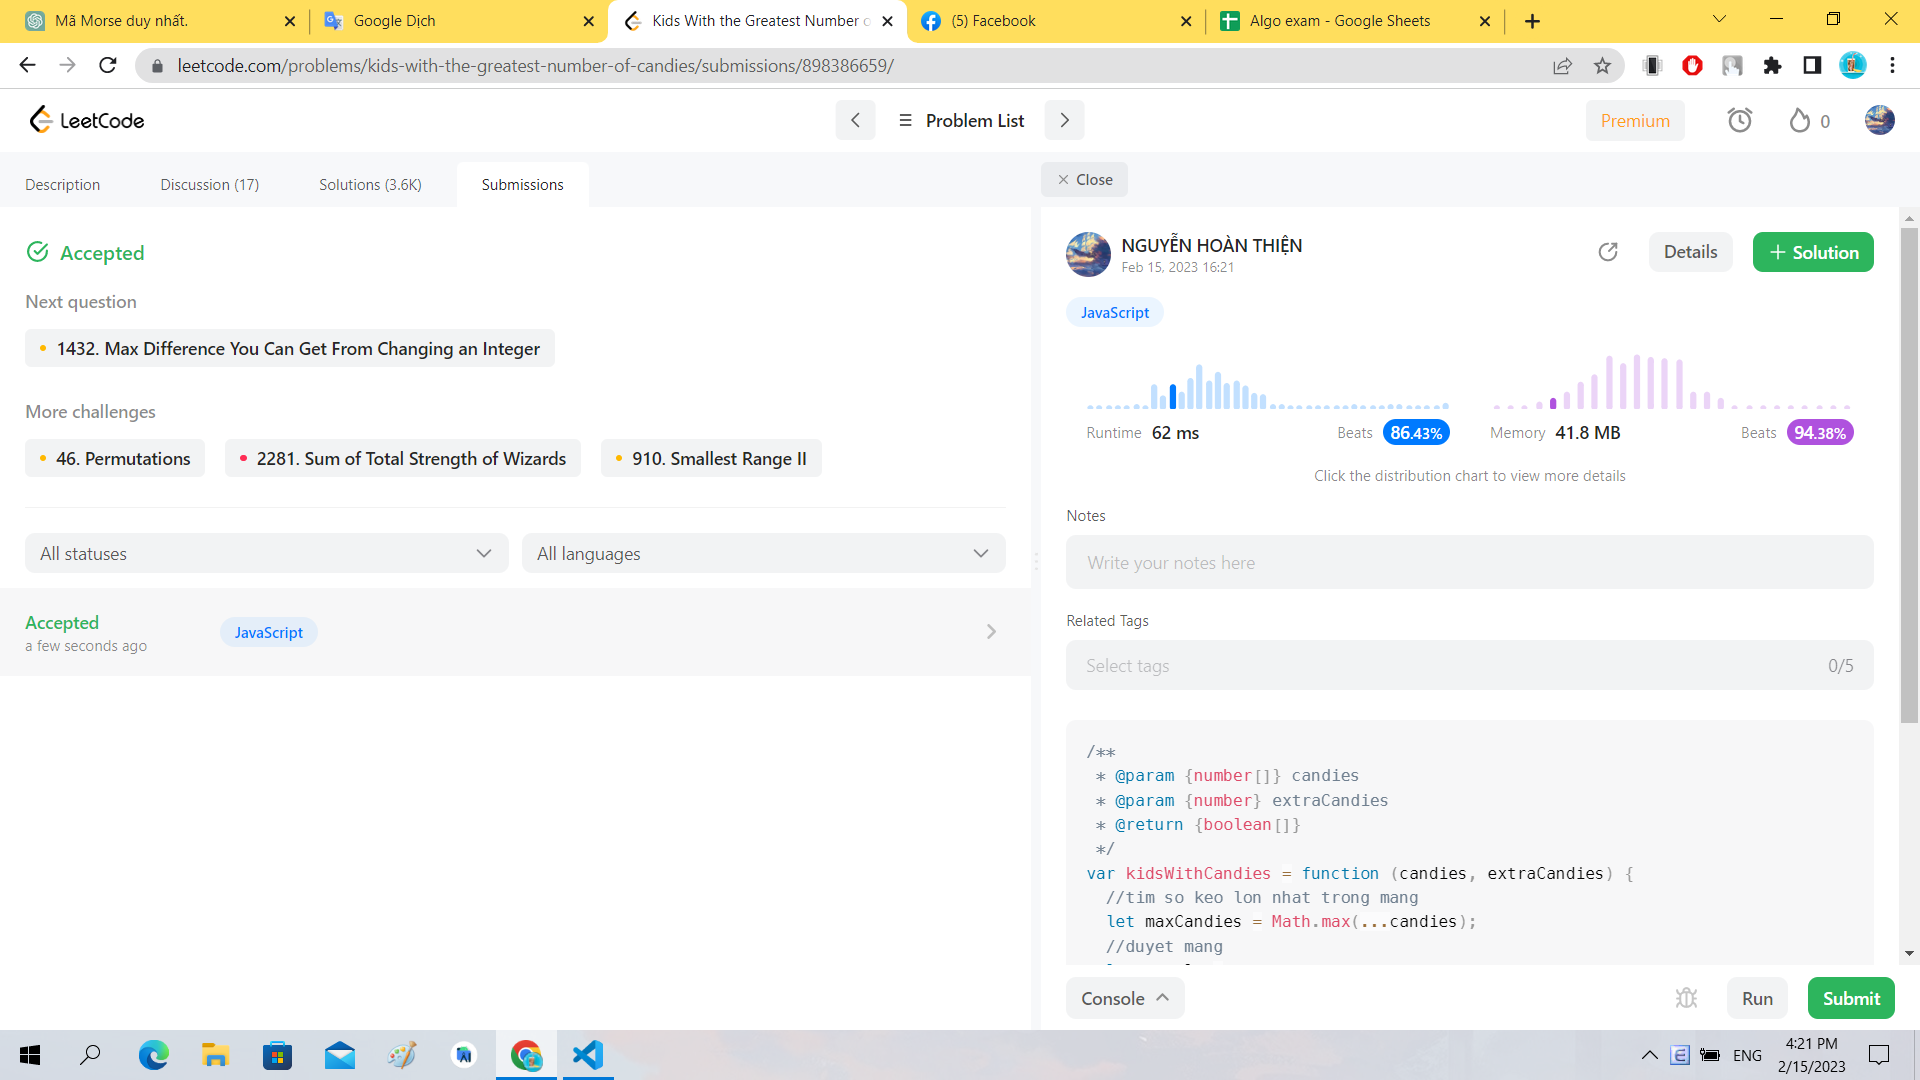 Mã Morse duy nhất.
Google Dịch
Kids With the Greatest Number o
(5) Facebook
Algo exam - Google Sheets
leetcode.com/problems/kids-with-the-greatest-number-of-candies/submissions/898386659/
LeetCode
Problem List
Premium
0
Description
Discussion (17)
Solutions (3.6K)
Submissions
Close
Accepted
Next question
1432. Max Difference You Can Get From Changing an Integer
More challenges
46. Permutations
2281. Sum of Total Strength of Wizards
910. Smallest Range II
All statuses
All languages
Accepted
a few seconds ago
JavaScript
NGUYỄN HOÀN THIỆN
Feb 15, 2023 16:21
Details
+ Solution
JavaScript
Runtime 62 ms
Beats 86.43%
Memory 41.8 MB
Beats 94.38%
Click the distribution chart to view more details
Notes
Write your notes here
Related Tags
Select tags
0/5
/**
* @param {number[]} candies
* @param {number} extraCandies
* @return {boolean[]}
*/
var kidsWithCandies = function (candies, extraCandies) {
//tim so keo lon nhat trong mang
let maxCandies = Math.max(...candies);
//duyet mang
Console
Run
Submit
ENG
4:21 PM
2/15/2023